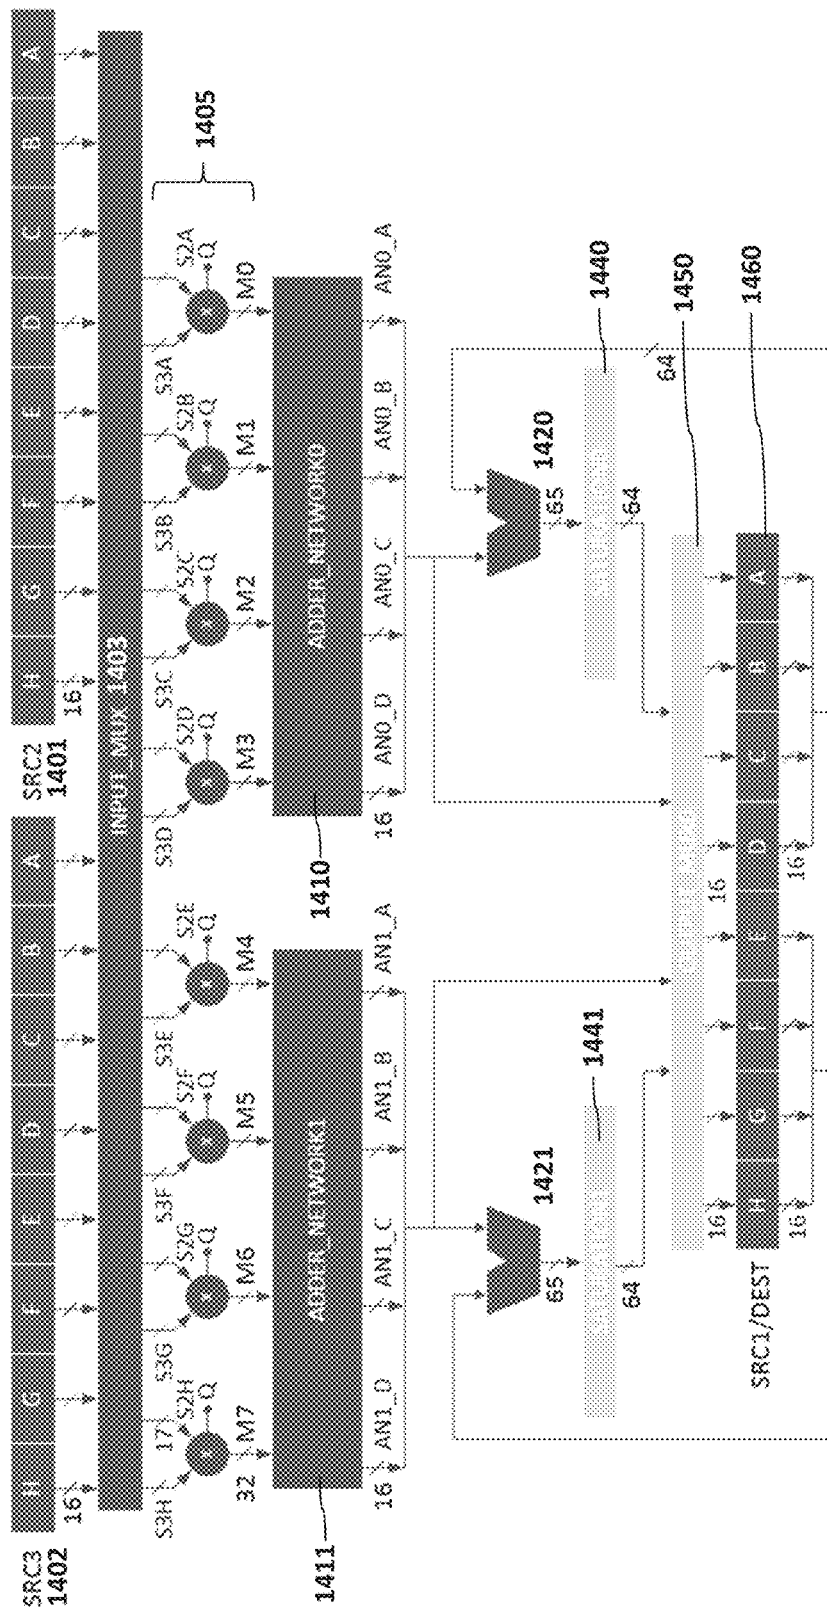 SRC3
1402
H G F E D C B A
SRC2
1401
H G F E D C B A
16
16
INPUT_MUX 1403
S3H 17 S2H
S3G S2G
S3F S2F
S3E S2E
S3D S2D
S3C S2C
S3B S2B
S3A S2A
x Q
x Q
x Q
x Q
x Q
x Q
x Q
x Q
1405
32 M7
M6
M5
M4
M3
M2
M1
M0
1411
ADDER_NETWORK1
1410
ADDER_NETWORK0
16 AN1_D
AN1_C
AN1_B
AN1_A
16 AN0_D
AN0_C
AN0_B
AN0_A
1421
1420
65
65
1441
1440
64
64
64
1450
16
16
SRC1/DEST
H G F E D C B A
1460
16
16